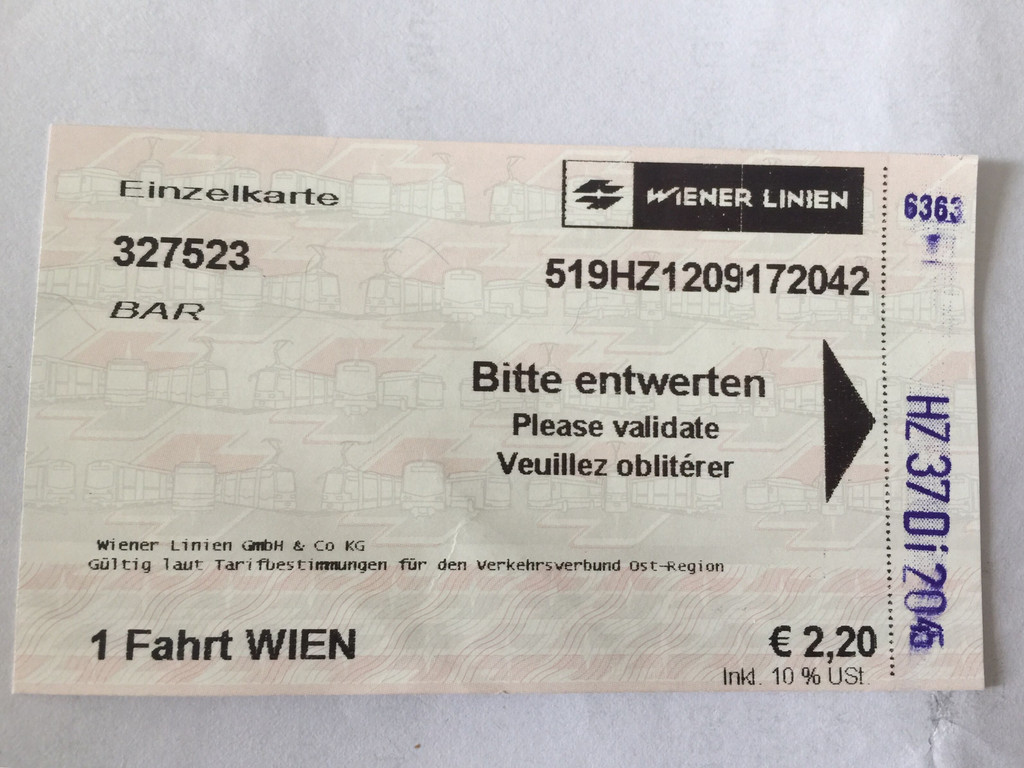 Einzelkarte
WIENER LINIEN
327523
519HZ1209172042
BAR
Bitte entwerten
Please validate
Veuillez oblitérer
Wiener Linien GmbH & Co KG
Gültig laut Tarifbestimmungen für den Verkehrsverbund Ost-Region
1 Fahrt WIEN
€ 2,20
Inkl. 10 % USt.
6363
HZ 37 Di 2045